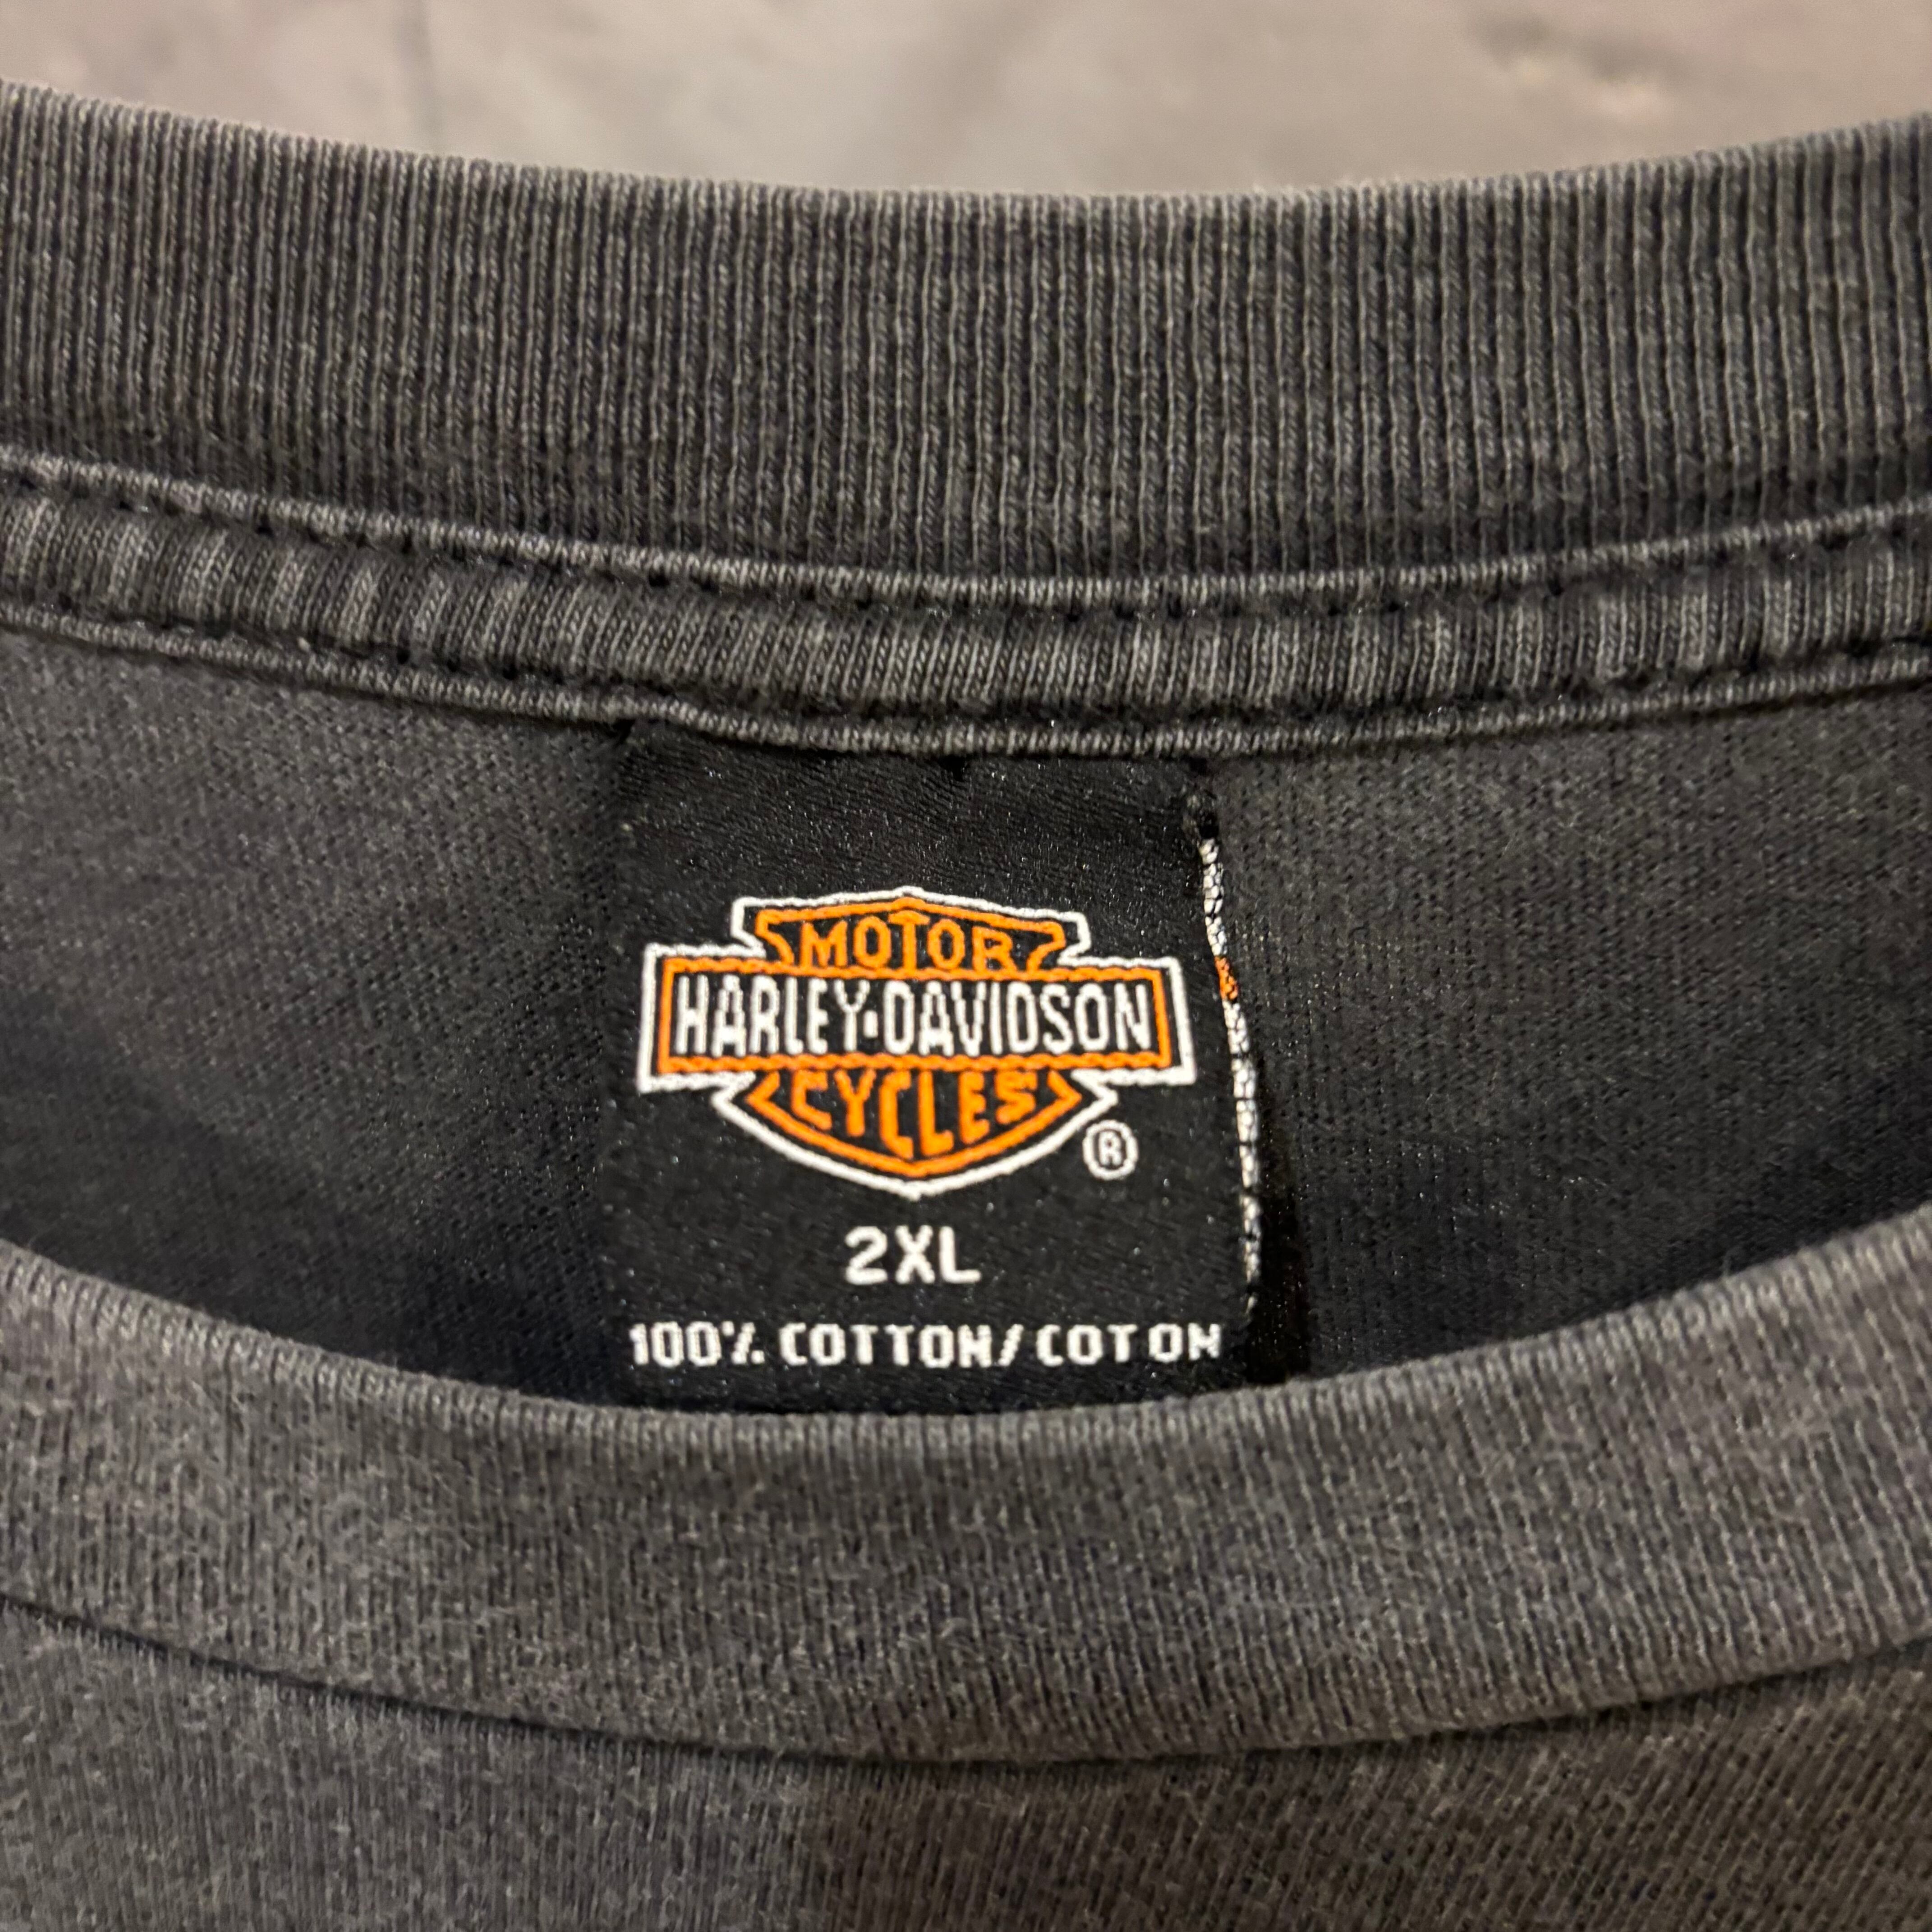 MOTOR
HARLEY-DAVIDSON
CYCLES
®
2XL
100% COTTON/COTON